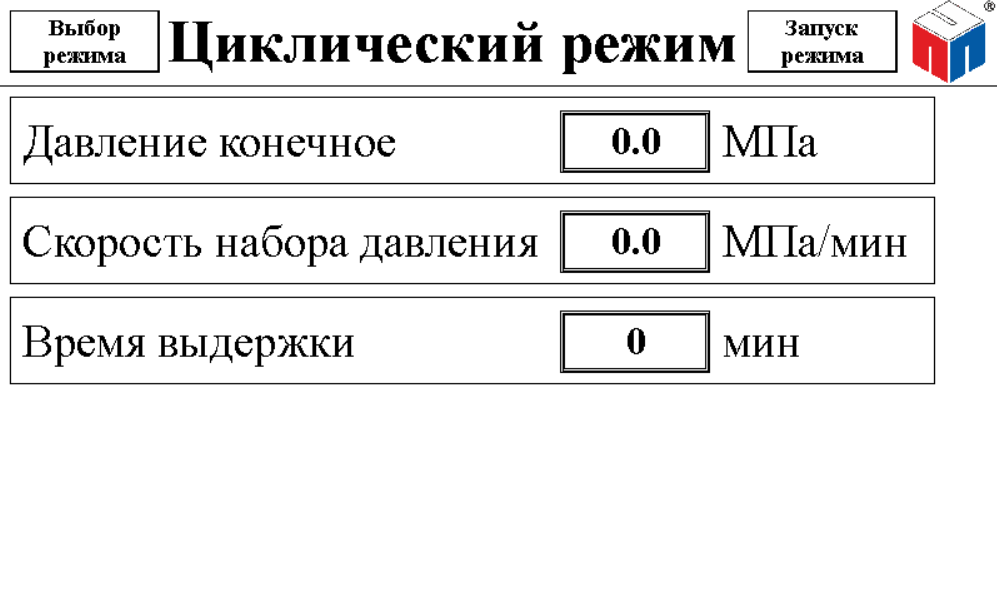 Выбор
режима
Циклический режим
Запуск
режима
®
Давление конечное 0.0 МПа
Скорость набора давления 0.0 МПа/мин
Время выдержки 0 мин